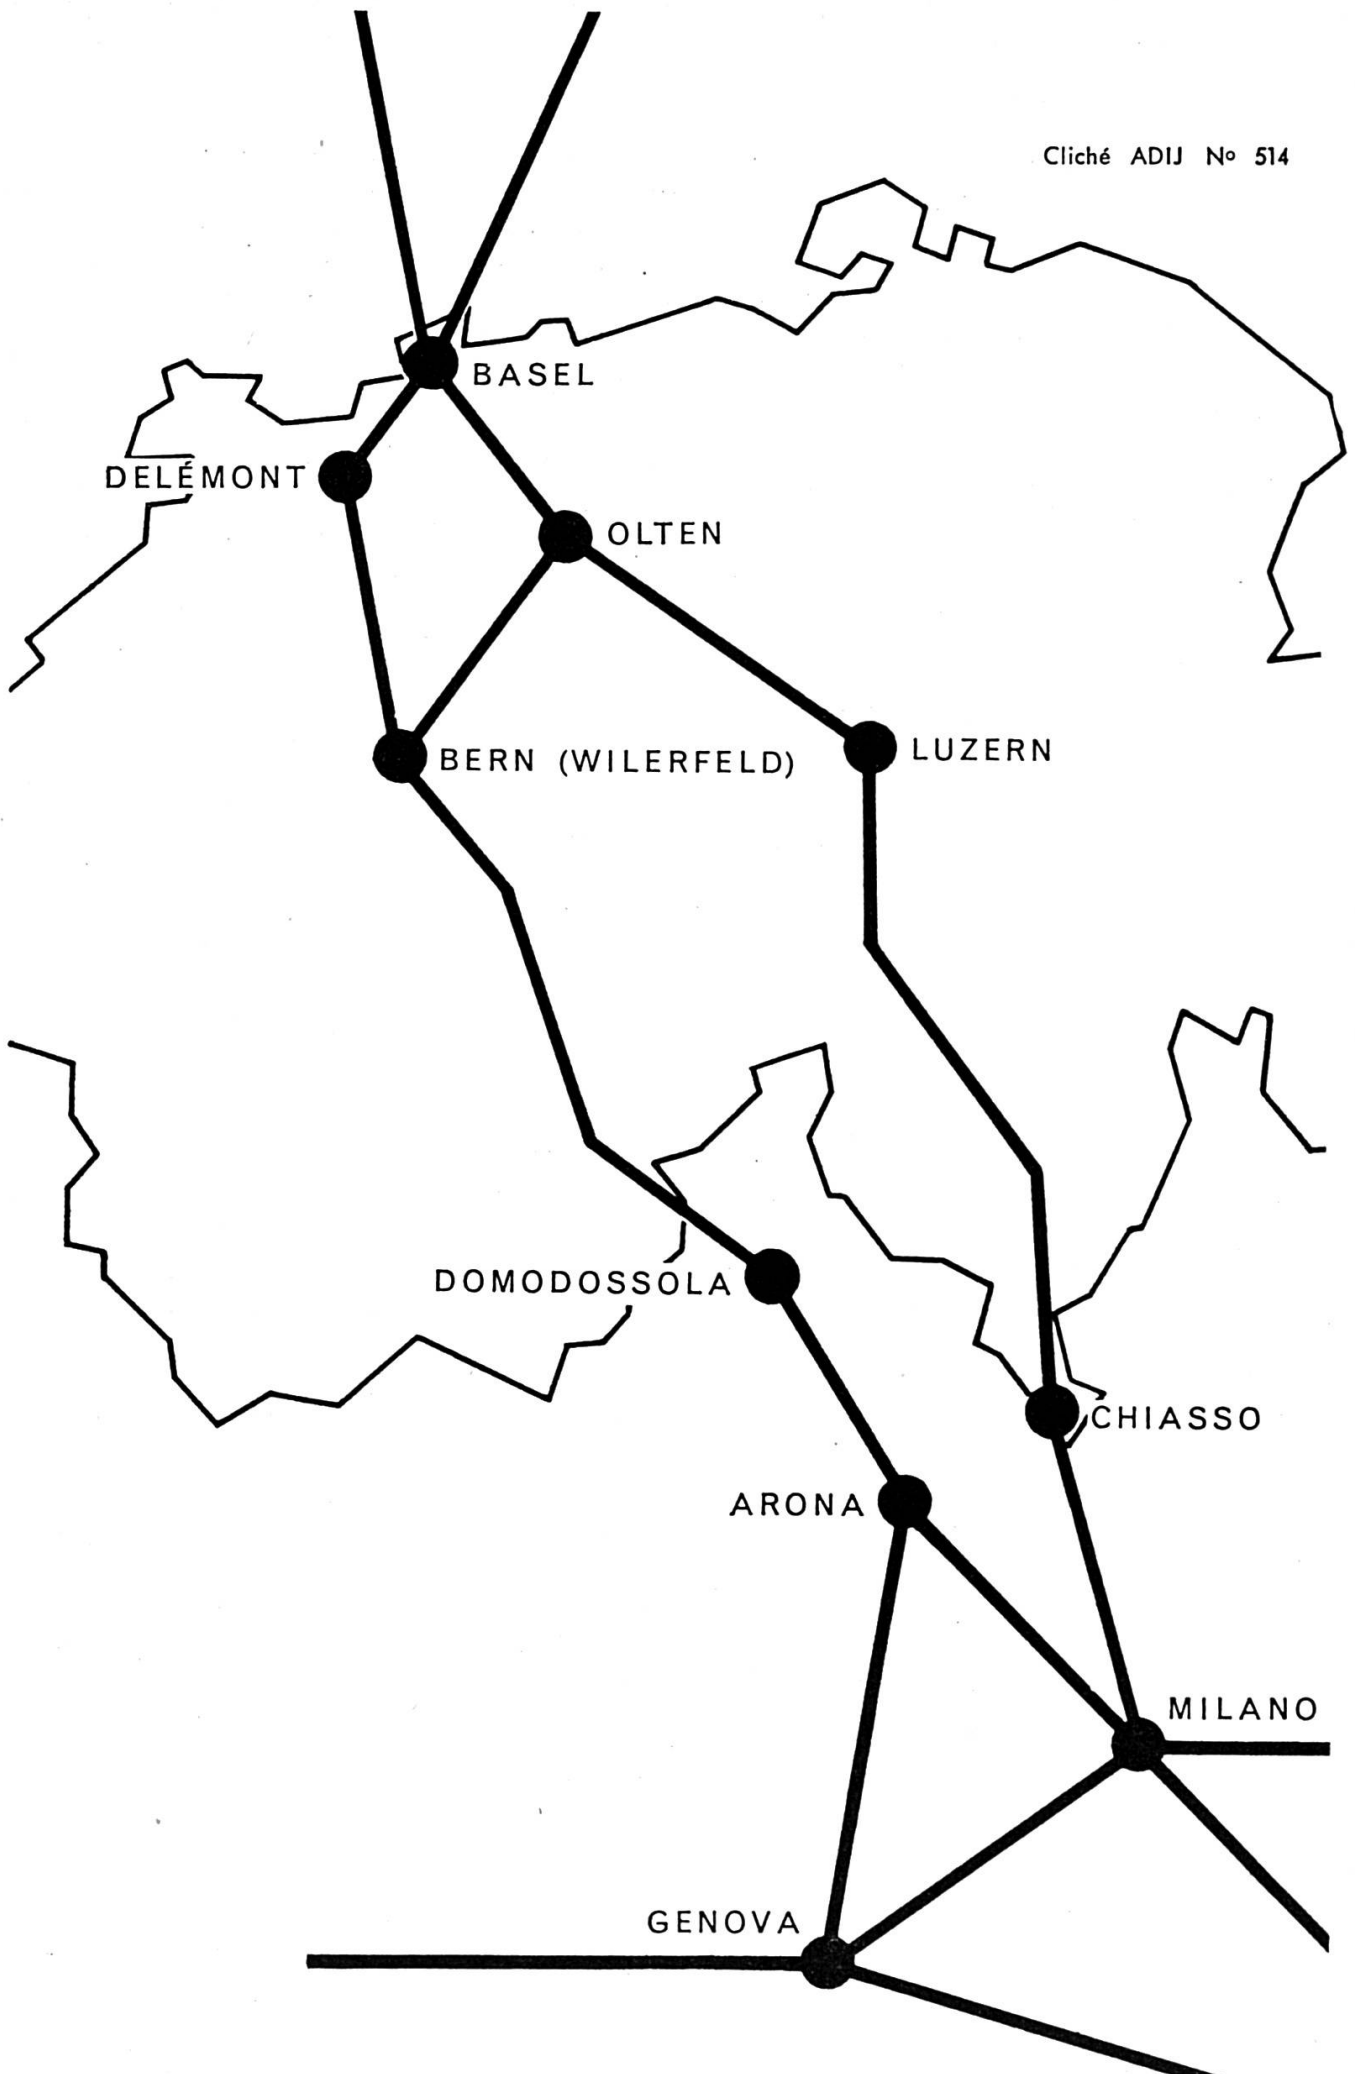 Cliché ADIJ Nº 514
BASEL
DELÉMONT
OLTEN
BERN (WILERFELD)
LUZERN
DOMODOSSOLA
CHIASSO
ARONA
MILANO
GENOVA